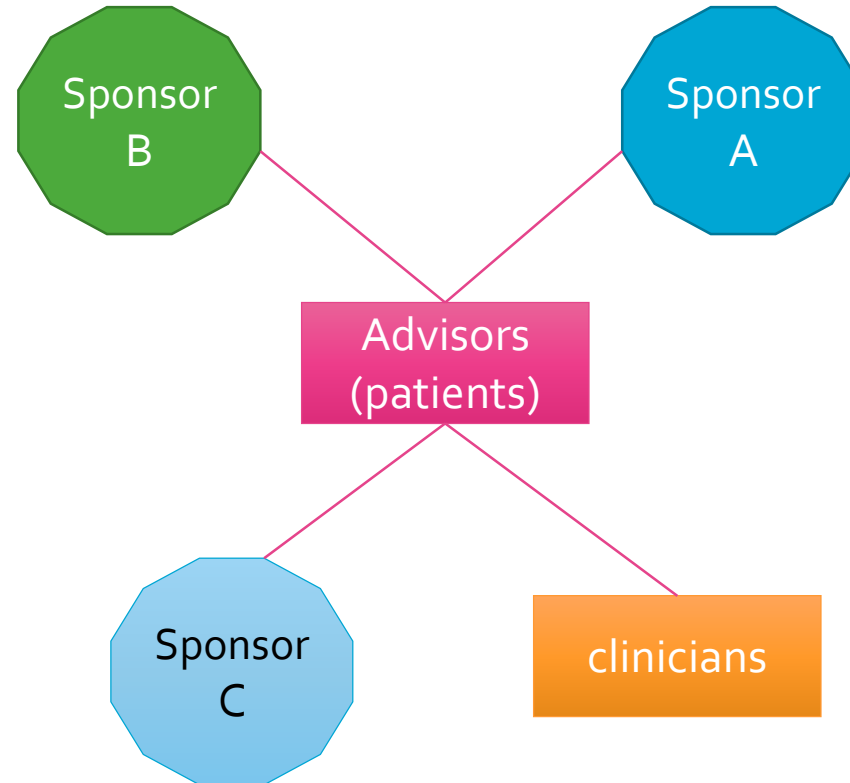 Sponsor
B
Sponsor
A
Advisors
(patients)
Sponsor
C
clinicians